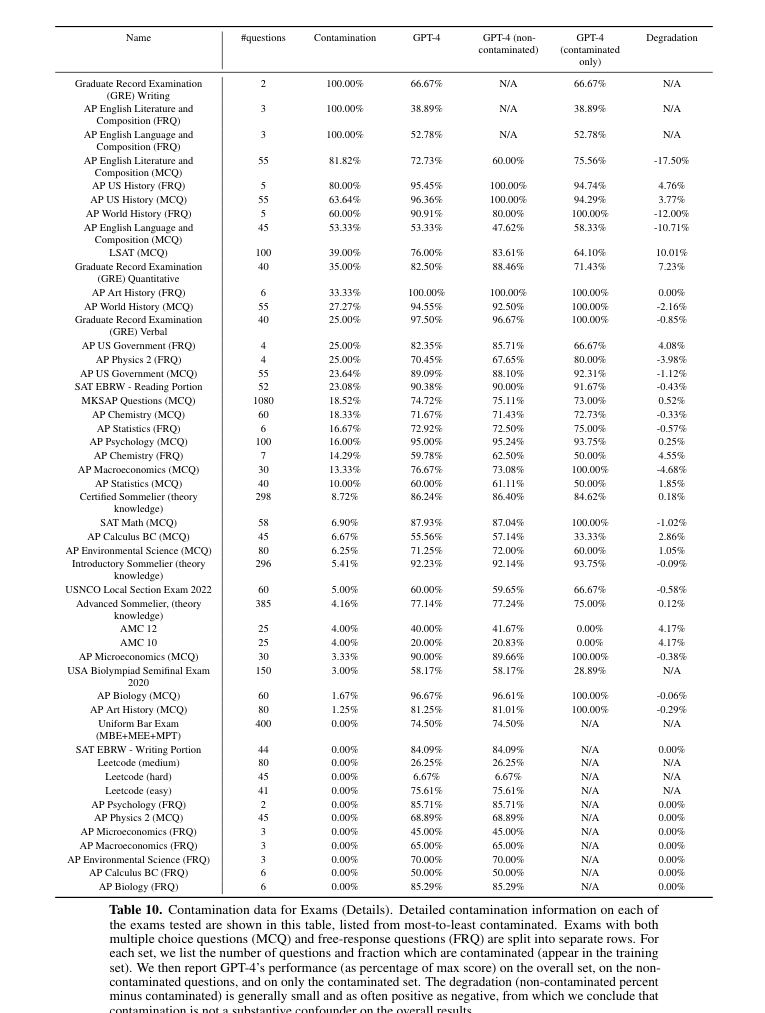 Name #questions Contamination GPT-4 GPT-4 (non- GPT-4 Degradation
contaminated) (contaminated
only)
Graduate Record Examination 2 100.00% 66.67% N/A 66.67% N/A
(GRE) Writing
AP English Literature and 3 100.00% 38.89% N/A 38.89% N/A
Composition (FRQ)
AP English Language and 3 100.00% 52.78% N/A 52.78% N/A
Composition (FRQ)
AP English Literature and 55 81.82% 72.73% 60.00% 75.56% -17.50%
Composition (MCQ)
AP US History (FRQ) 5 80.00% 95.45% 100.00% 94.74% 4.76%
AP US History (MCQ) 55 63.64% 96.36% 100.00% 94.29% 3.77%
AP World History (FRQ) 5 60.00% 90.91% 80.00% 100.00% -12.00%
AP English Language and 45 53.33% 53.33% 47.62% 58.33% -10.71%
Composition (MCQ)
LSAT (MCQ) 100 39.00% 76.00% 83.61% 64.10% 10.01%
Graduate Record Examination 40 35.00% 82.50% 88.46% 71.43% 7.23%
(GRE) Quantitative
AP Art History (FRQ) 6 33.33% 100.00% 100.00% 100.00% 0.00%
AP World History (MCQ) 55 27.27% 94.55% 92.50% 100.00% -2.16%
Graduate Record Examination 40 25.00% 97.50% 96.67% 100.00% -0.85%
(GRE) Verbal
AP US Government (FRQ) 4 25.00% 82.35% 85.71% 66.67% 4.08%
AP Physics 2 (FRQ) 4 25.00% 70.45% 67.65% 80.00% -3.98%
AP US Government (MCQ) 55 23.64% 89.09% 88.10% 92.31% -1.12%
SAT EBRW - Reading Portion 52 23.08% 90.38% 90.00% 91.67% -0.43%
MKSAP Questions (MCQ) 1080 18.52% 74.72% 75.11% 73.00% 0.52%
AP Chemistry (MCQ) 60 18.33% 71.67% 71.43% 72.73% -0.33%
AP Statistics (FRQ) 6 16.67% 72.92% 72.50% 75.00% -0.57%
AP Psychology (MCQ) 100 16.00% 95.00% 95.24% 93.75% 0.25%
AP Chemistry (FRQ) 7 14.29% 59.78% 62.50% 50.00% 4.55%
AP Macroeconomics (MCQ) 30 13.33% 76.67% 73.08% 100.00% -4.68%
AP Statistics (MCQ) 40 10.00% 60.00% 61.11% 50.00% 1.85%
Certified Sommelier (theory 298 8.72% 86.24% 86.40% 84.62% 0.18%
knowledge)
SAT Math (MCQ) 58 6.90% 87.93% 87.04% 100.00% -1.02%
AP Calculus BC (MCQ) 45 6.67% 55.56% 57.14% 33.33% 2.86%
AP Environmental Science (MCQ) 80 6.25% 71.25% 72.00% 60.00% 1.05%
Introductory Sommelier (theory 296 5.41% 92.23% 92.14% 93.75% -0.09%
knowledge)
USNCO Local Section Exam 2022 60 5.00% 60.00% 59.65% 66.67% -0.58%
Advanced Sommelier, (theory 385 4.16% 77.14% 77.24% 75.00% 0.12%
knowledge)
AMC 12 25 4.00% 40.00% 41.67% 0.00% 4.17%
AMC 10 25 4.00% 20.00% 20.83% 0.00% 4.17%
AP Microeconomics (MCQ) 30 3.33% 90.00% 89.66% 100.00% -0.38%
USA Biolympiad Semifinal Exam 150 3.00% 58.17% 58.17% 28.89% N/A
2020
AP Biology (MCQ) 60 1.67% 96.67% 96.61% 100.00% -0.06%
AP Art History (MCQ) 80 1.25% 81.25% 81.01% 100.00% -0.29%
Uniform Bar Exam 400 0.00% 74.50% 74.50% N/A N/A
(MBE+MEE+MPT)
SAT EBRW - Writing Portion 44 0.00% 84.09% 84.09% N/A 0.00%
Leetcode (medium) 80 0.00% 26.25% 26.25% N/A N/A
Leetcode (hard) 45 0.00% 6.67% 6.67% N/A N/A
Leetcode (easy) 41 0.00% 75.61% 75.61% N/A N/A
AP Psychology (FRQ) 2 0.00% 85.71% 85.71% N/A 0.00%
AP Physics 2 (MCQ) 45 0.00% 68.89% 68.89% N/A 0.00%
AP Microeconomics (FRQ) 3 0.00% 45.00% 45.00% N/A 0.00%
AP Macroeconomics (FRQ) 3 0.00% 65.00% 65.00% N/A 0.00%
AP Environmental Science (FRQ) 3 0.00% 70.00% 70.00% N/A 0.00%
AP Calculus BC (FRQ) 6 0.00% 50.00% 50.00% N/A 0.00%
AP Biology (FRQ) 6 0.00% 85.29% 85.29% N/A 0.00%
Table 10. Contamination data for Exams (Details). Detailed contamination information on each of
the exams tested are shown in this table, listed from most-to-least contaminated. Exams with both
multiple choice questions (MCQ) and free-response questions (FRQ) are split into separate rows. For
each set, we list the number of questions and fraction which are contaminated (appear in the training
set). We then report GPT-4's performance (as percentage of max score) on the overall set, on the non-
contaminated questions, and on only the contaminated set. The degradation (non-contaminated percent
minus contaminated) is generally small and as often positive as negative, from which we conclude that
contamination is not a substantive confounder on the overall results.